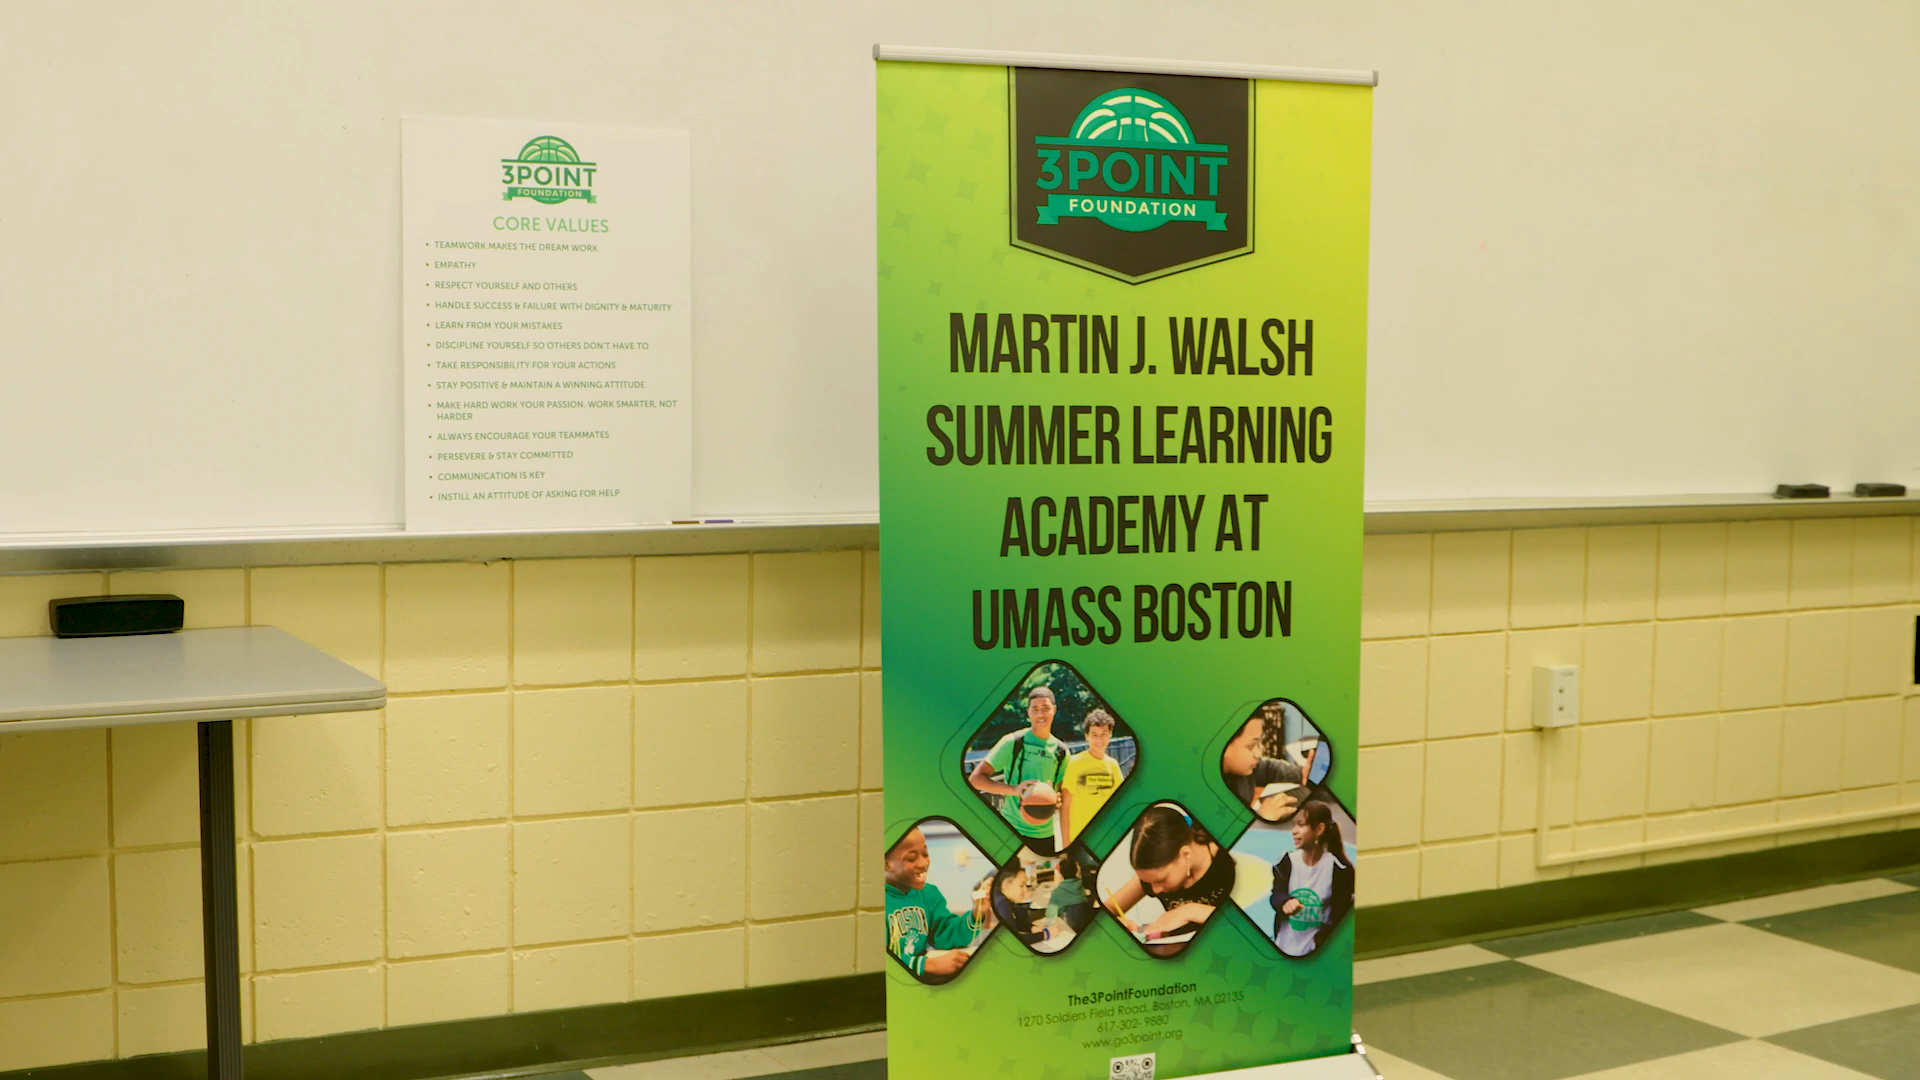 3POINT
FOUNDATION
CORE VALUES
• TEAMWORK MAKES THE DREAM WORK.
• EMPATHY
• RESPECT YOURSELF AND OTHERS
• HANDLE SUCCESS & FAILURE WITH DIGNITY & MATURITY
• LEARN FROM YOUR MISTAKES
• DISCIPLINE YOURSELF SO OTHERS DON'T HAVE TO
• TAKE RESPONSIBILITY FOR YOUR ACTIONS
• STAY POSITIVE & MAINTAIN A WINNING ATTITUDE
• MAKE HARD WORK YOUR PASSION. WORK SMARTER, NOT
HARDER
• ALWAYS ENCOURAGE YOUR TEAMMATES
• PERSEVERE & STAY COMMITTED
• COMMUNICATION IS KEY
• INSTILL AN ATTITUDE OF ASKING FOR HELP
3POINT
FOUNDATION
MARTIN J. WALSH
SUMMER LEARNING
ACADEMY AT
UMASS BOSTON
BOSTON
The3PointFoundation
1270 Soldiers Field Road, Boston, MA 02135
617-302- 9880
www.go3point.org